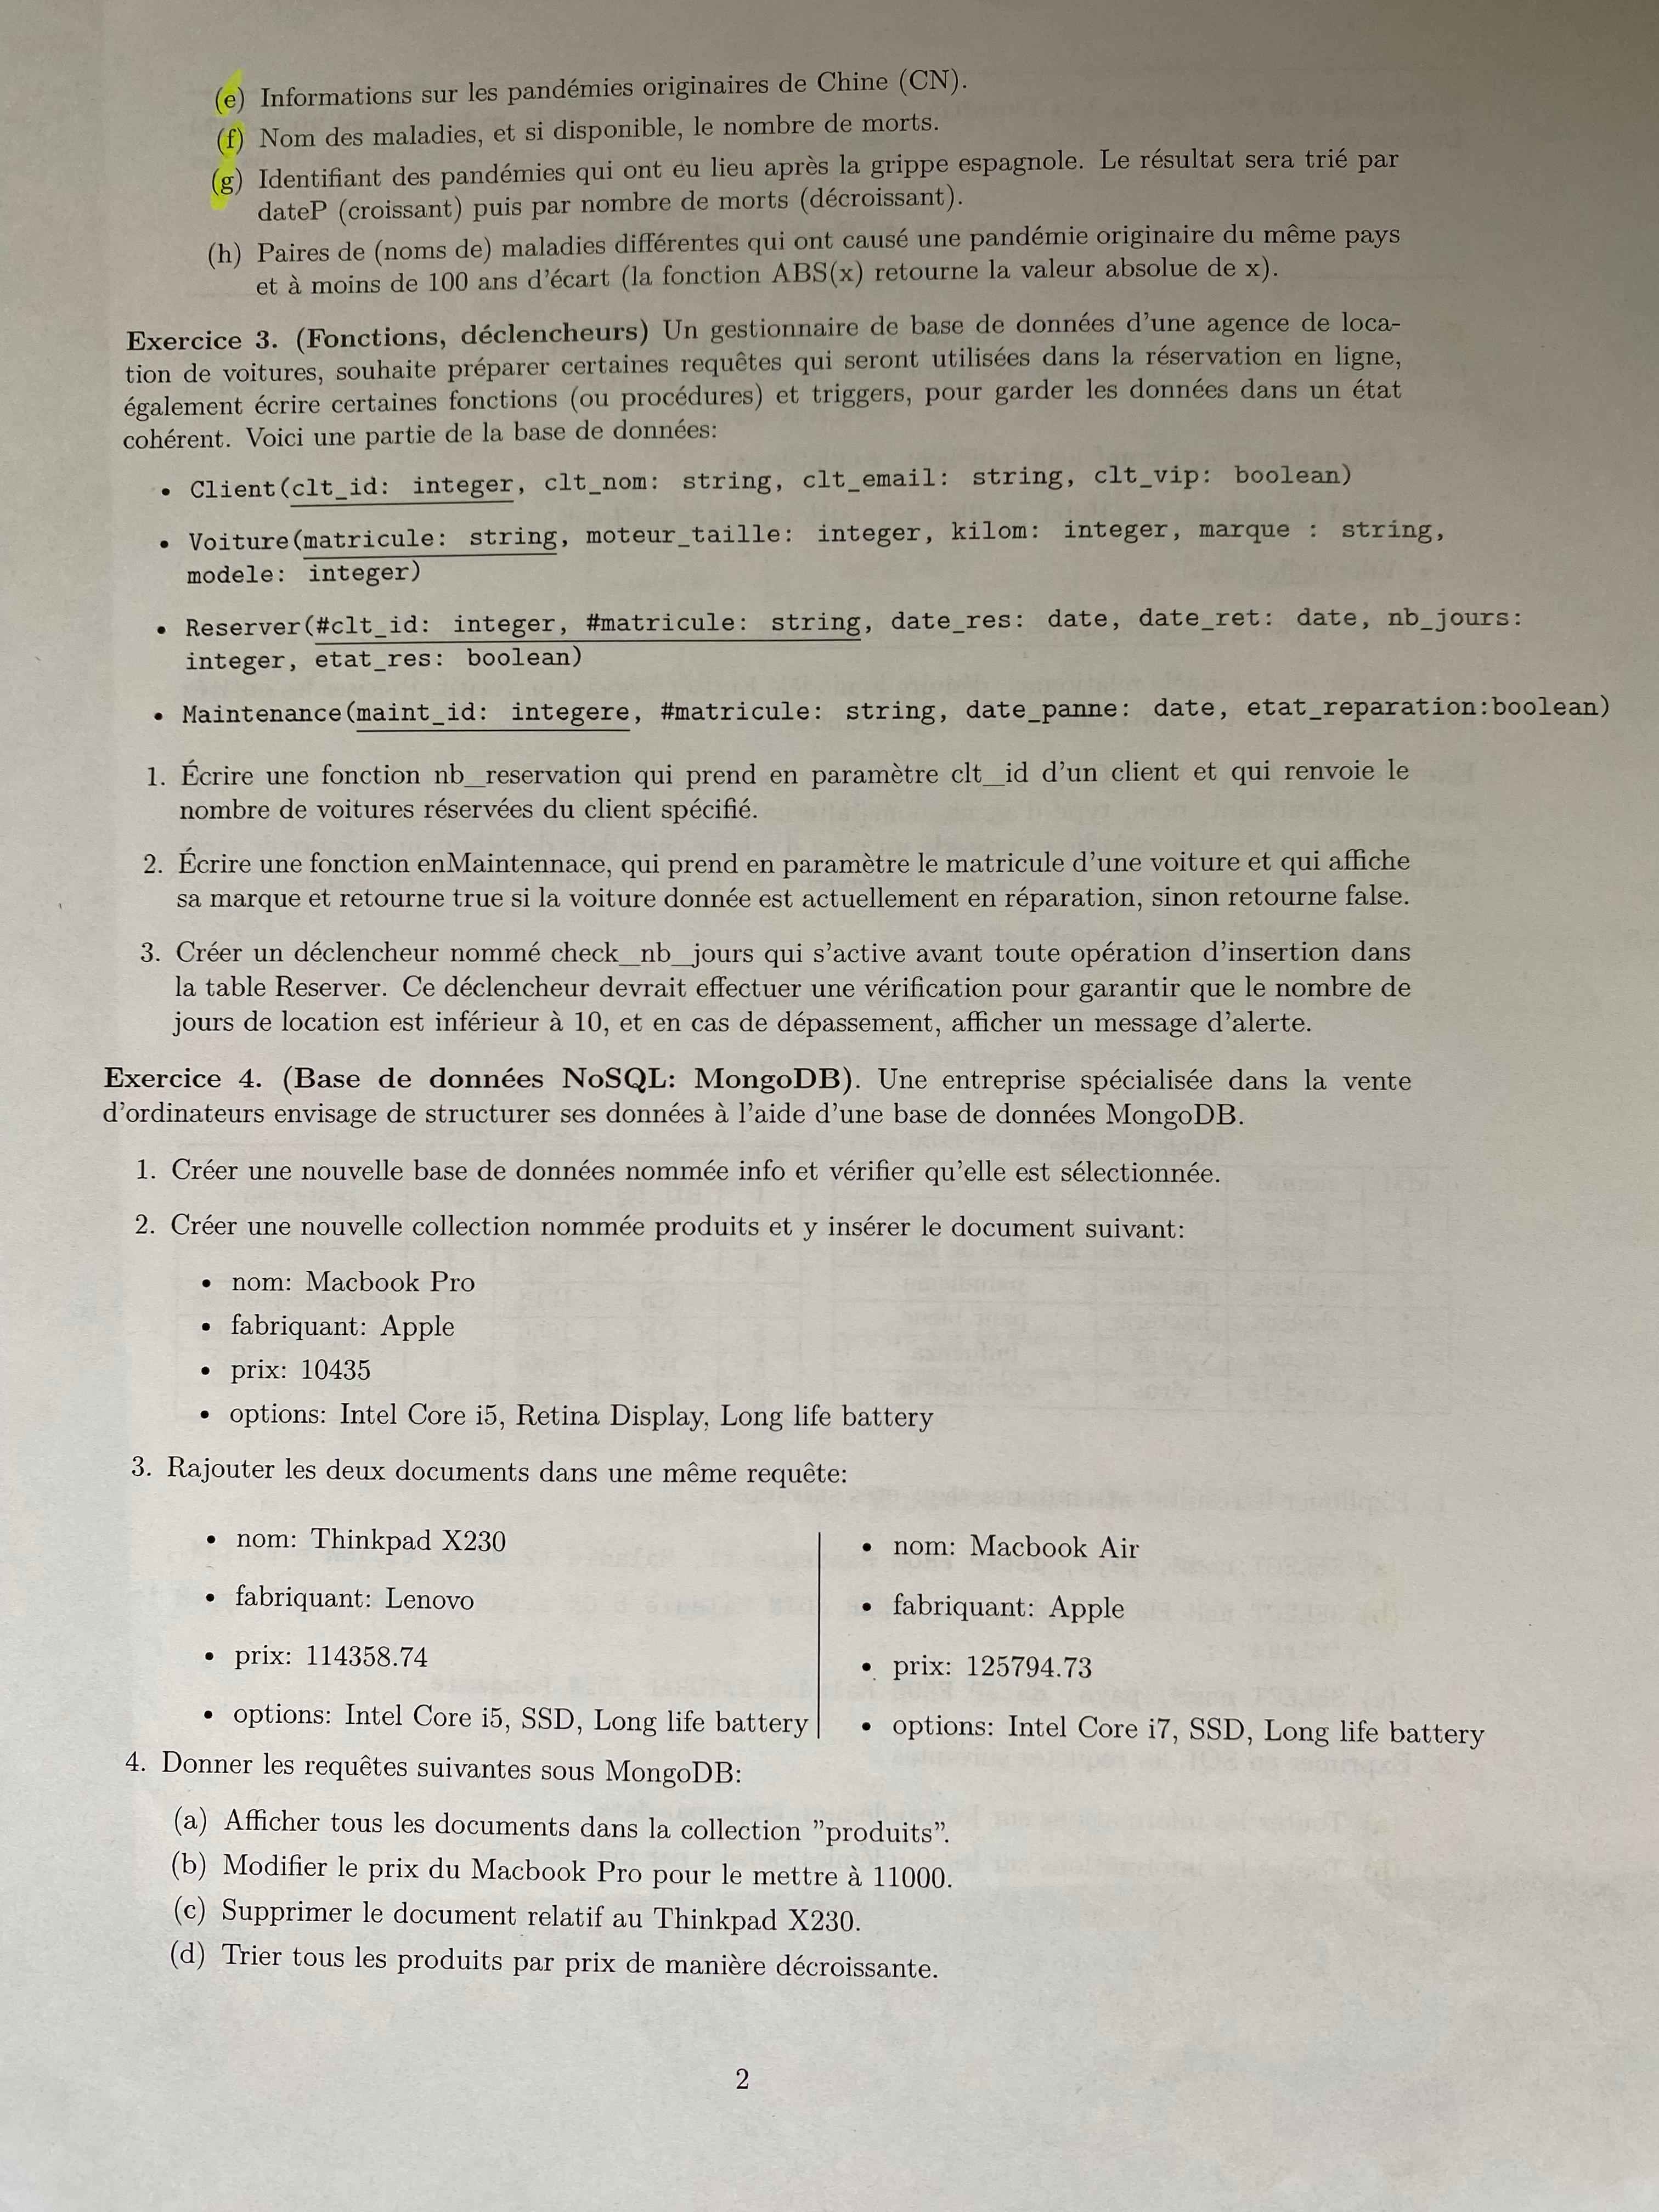 (e) Informations sur les pandémies originaires de Chine (CN).
(f) Nom des maladies, et si disponible, le nombre de morts.
(g) Identifiant des pandémies qui ont eu lieu après la grippe espagnole. Le résultat sera trié par
dateP (croissant) puis par nombre de morts (décroissant).
(h) Paires de (noms de) maladies différentes qui ont causé une pandémie originaire du même pays
et à moins de 100 ans d'écart (la fonction ABS(x) retourne la valeur absolue de x).
Exercice 3. (Fonctions, déclencheurs) Un gestionnaire de base de données d'une agence de loca-
tion de voitures, souhaite préparer certaines requêtes qui seront utilisées dans la réservation en ligne,
également écrire certaines fonctions (ou procédures) et triggers, pour garder les données dans un état
cohérent. Voici une partie de la base de données:
• Client(clt_id: integer, clt_nom: string, clt_email: string, clt_vip: boolean)
• Voiture(matricule: string, moteur_taille: integer, kilom: integer, marque : string,
modele: integer)
• Reserver(#clt_id: integer, #matricule: string, date_res: date, date_ret: date, nb_jours:
integer, etat_res: boolean)
• Maintenance(maint_id: integere, #matricule: string, date_panne: date, etat_reparation:boolean)
1. Écrire une fonction nb_reservation qui prend en paramètre clt_id d'un client et qui renvoie le
nombre de voitures réservées du client spécifié.
2. Écrire une fonction enMaintennace, qui prend en paramètre le matricule d'une voiture et qui affiche
sa marque et retourne true si la voiture donnée est actuellement en réparation, sinon retourne false.
3. Créer un déclencheur nommé check_nb_jours qui s'active avant toute opération d'insertion dans
la table Reserver. Ce déclencheur devrait effectuer une vérification pour garantir que le nombre de
jours de location est inférieur à 10, et en cas de dépassement, afficher un message d'alerte.
Exercice 4. (Base de données NoSQL: MongoDB). Une entreprise spécialisée dans la vente
d'ordinateurs envisage de structurer ses données à l'aide d'une base de données MongoDB.
1. Créer une nouvelle base de données nommée info et vérifier qu'elle est sélectionnée.
2. Créer une nouvelle collection nommée produits et y insérer le document suivant:
• nom: Macbook Pro
• fabriquant: Apple
• prix: 10435
• options: Intel Core i5, Retina Display, Long life battery
3. Rajouter les deux documents dans une même requête:
• nom: Thinkpad X230
• fabriquant: Lenovo
• prix: 114358.74
• options: Intel Core i5, SSD, Long life battery
• nom: Macbook Air
• fabriquant: Apple
• prix: 125794.73
• options: Intel Core i7, SSD, Long life battery
4. Donner les requêtes suivantes sous MongoDB:
(a) Afficher tous les documents dans la collection ”produits”.
(b) Modifier le prix du Macbook Pro pour le mettre à 11000.
(c) Supprimer le document relatif au Thinkpad X230.
(d) Trier tous les produits par prix de manière décroissante.
2